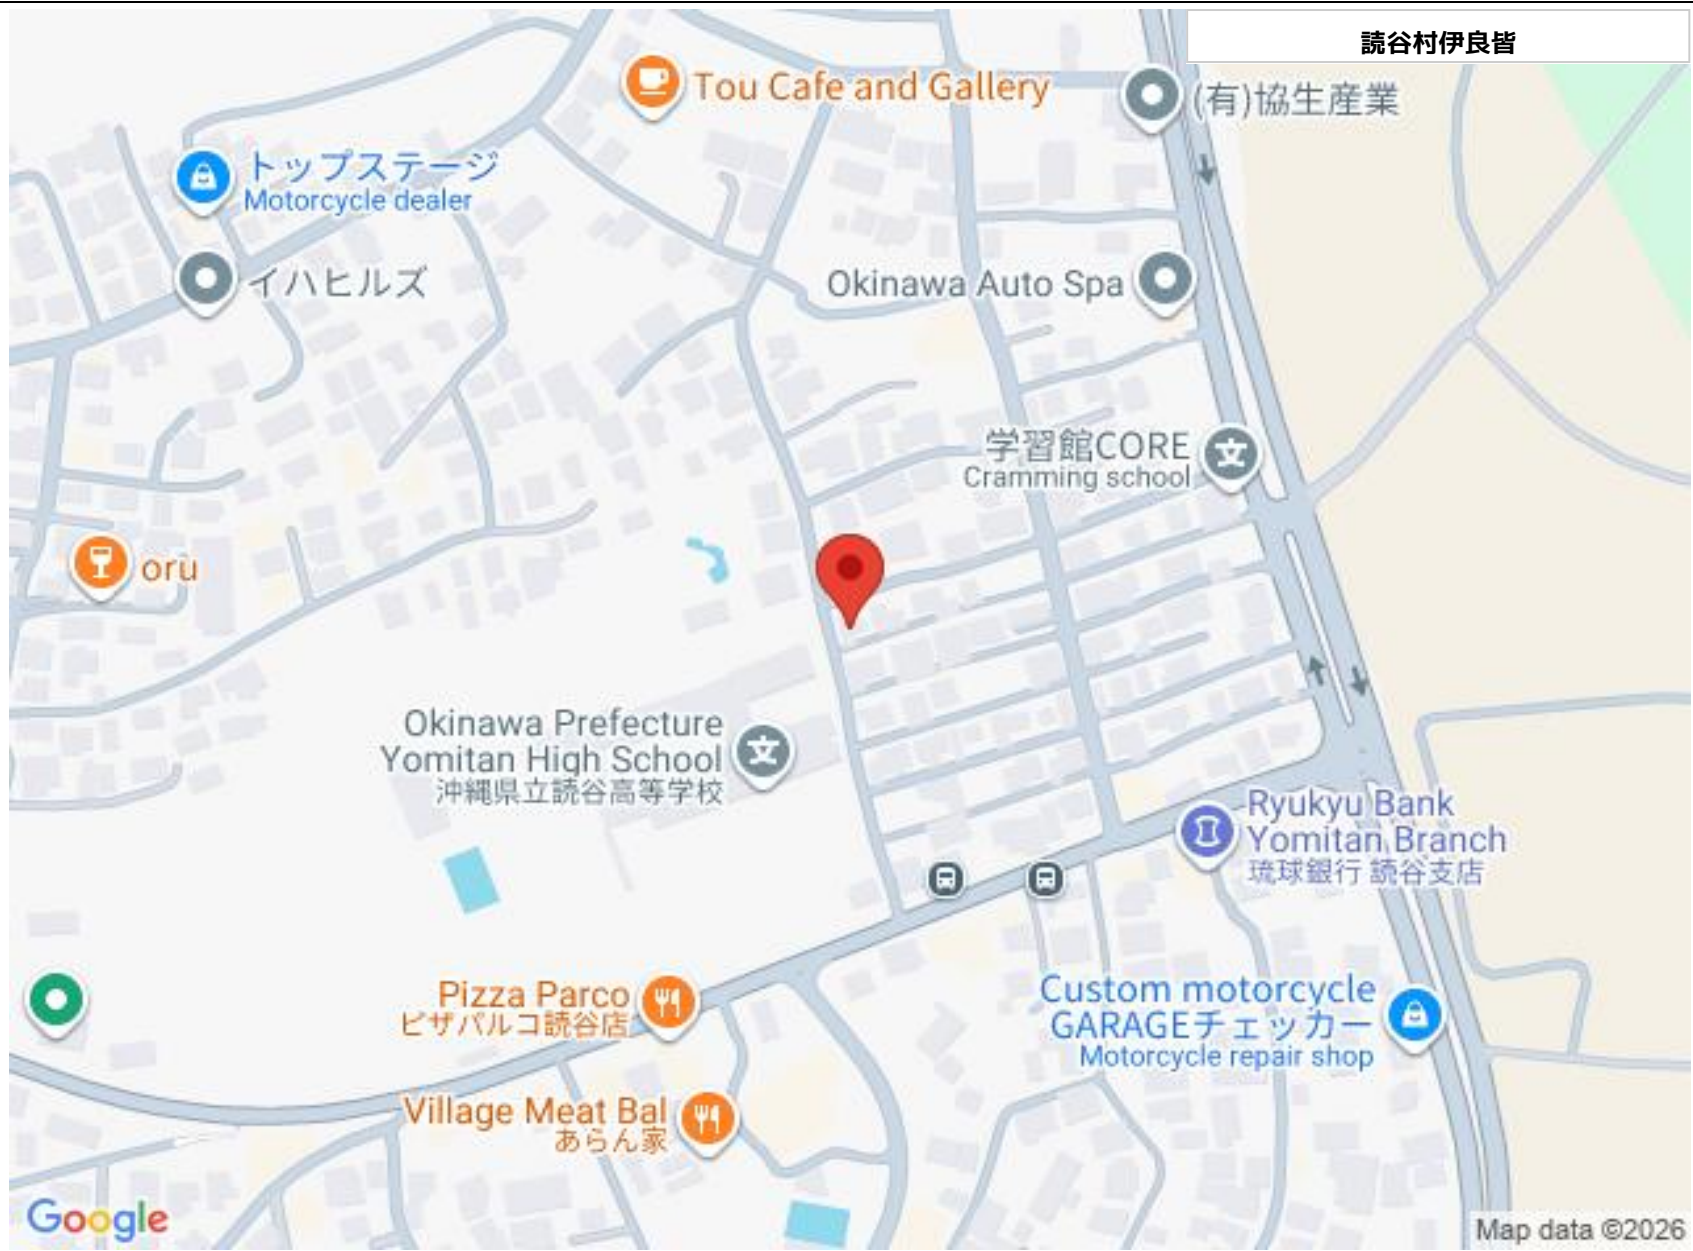 読谷村伊良皆
Tou Cafe and Gallery
(有)協生産業
トップステージ
Motorcycle dealer
イハヒルズ
Okinawa Auto Spa
学習館CORE
Cramming school
oru
Okinawa Prefecture
Yomitan High School
沖縄県立読谷高等学校
Ryukyu Bank
Yomitan Branch
琉球銀行 読谷支店
Pizza Parco
ピザパルコ読谷店
Custom motorcycle
GARAGEチェッカー
Motorcycle repair shop
Village Meat Bal
あらん家
Google
Map data ©2026